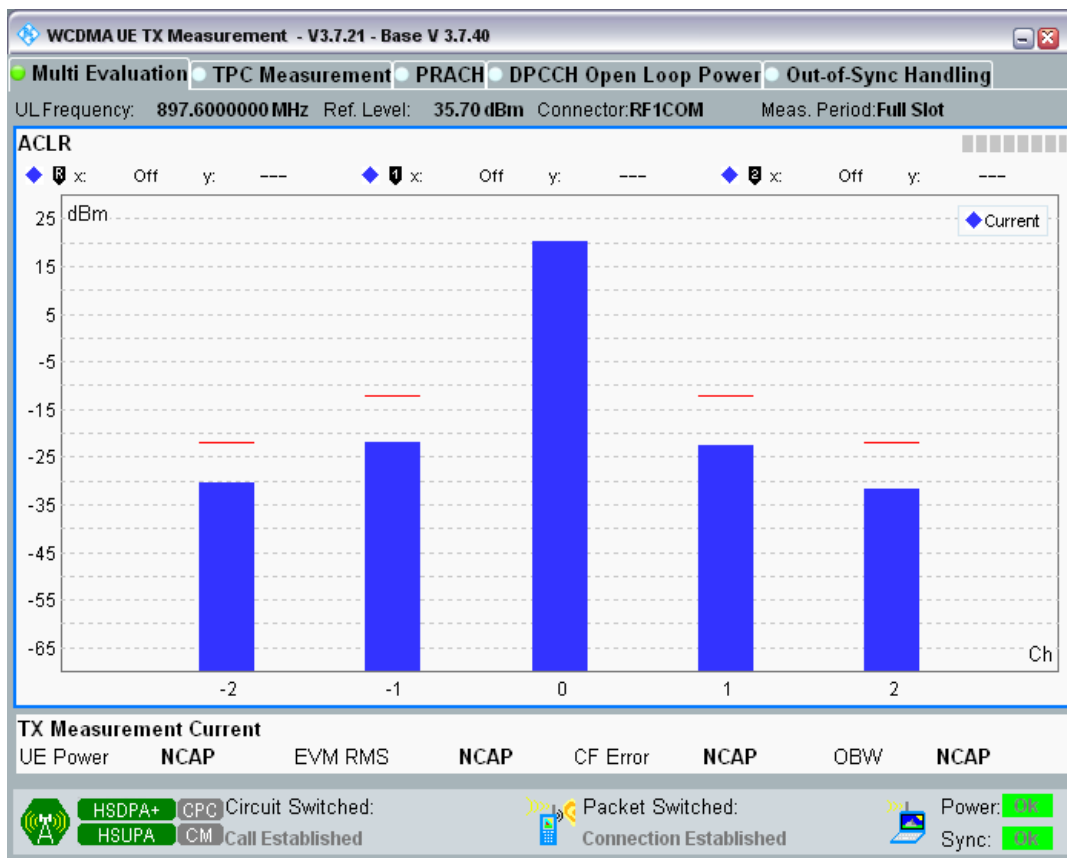 WCDMA UE TX Measurement - V3.7.21 - Base V 3.7.40
Multi Evaluation TPC Measurement PRACH DPCCH Open Loop Power Out-of-Sync Handling
UL Frequency: 897.6000000 MHz Ref. Level: 35.70 dBm Connector:RF1COM Meas. Period:Full Slot
ACLR
R x: Off y: --- 1 x: Off y: --- 2 x: Off y: ---
25 dBm
Current
15
5
-5
-15
-25
-35
-45
-55
-65
Ch
-2 -1 0 1 2
TX Measurement Current
UE Power NCAP EVM RMS NCAP CF Error NCAP OBW NCAP
HSDPA+ CPC Circuit Switched: Packet Switched: Power: Ok
HSUPA CM Call Established Connection Established Sync: Ok